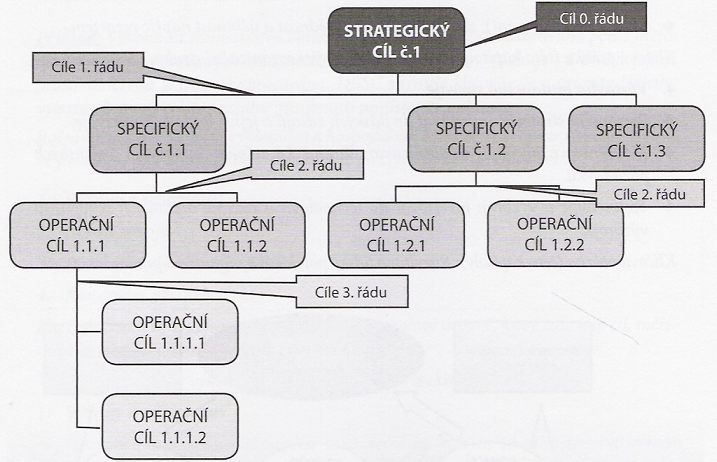 STRATEGICKÝ
CÍL č.1
Cíl 0. řádu
Cíle 1. řádu
SPECIFICKÝ
CÍL č.1.1
SPECIFICKÝ
CÍL č.1.2
SPECIFICKÝ
CÍL č.1.3
Cíle 2. řádu
Cíle 2. řádu
OPERAČNÍ
CÍL 1.1.1
OPERAČNÍ
CÍL 1.1.2
OPERAČNÍ
CÍL 1.2.1
OPERAČNÍ
CÍL 1.2.2
Cíle 3. řádu
OPERAČNÍ
CÍL 1.1.1.1
OPERAČNÍ
CÍL 1.1.1.2